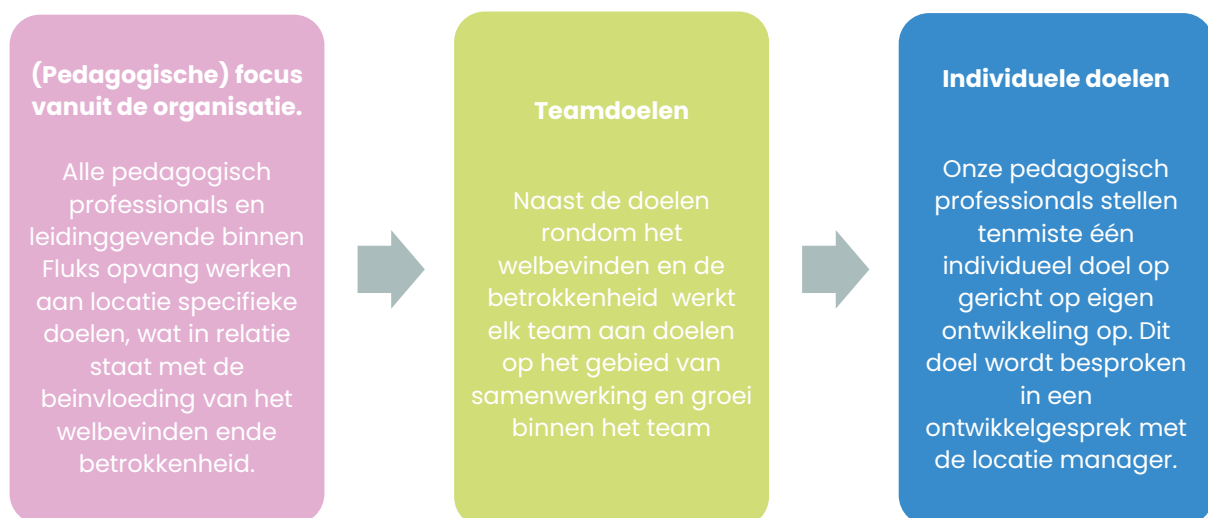 (Pedagogische) focus
vanuit de organisatie.
Alle pedagogisch
professionals en
leidinggevende binnen
Fluks opvang werken
aan locatie specifieke
doelen, wat in relatie
staat met de
beinvloeding van het
welbevinden ende
betrokkenheid.
Teamdoelen
Naast de doelen
rondom het
welbevinden en de
betrokkenheid werkt
elk team aan doelen
op het gebied van
samenwerking en groei
binnen het team
Individuele doelen
Onze pedagogisch
professionals stellen
tenmiste één
individueel doel op
gericht op eigen
ontwikkeling op. Dit
doel wordt besproken
in een
ontwikkelgesprek met
de locatie manager.